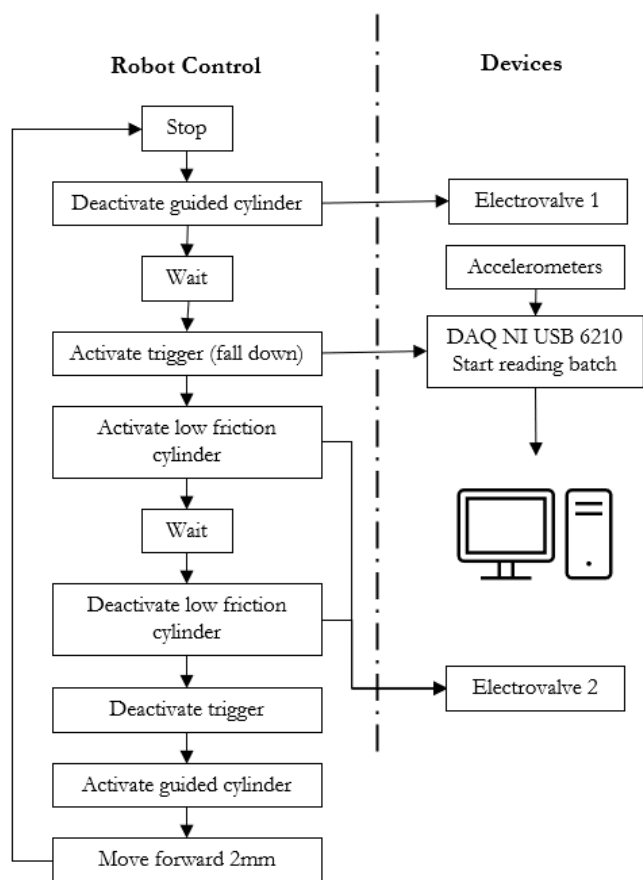 Robot Control
Devices
Stop
Deactivate guided cylinder
Electrovalve 1
Wait
Accelerometers
Activate trigger (fall down)
DAQ NI USB 6210
Start reading batch
Activate low friction
cylinder
Wait
Deactivate low friction
cylinder
Electrovalve 2
Deactivate trigger
Activate guided cylinder
Move forward 2mm